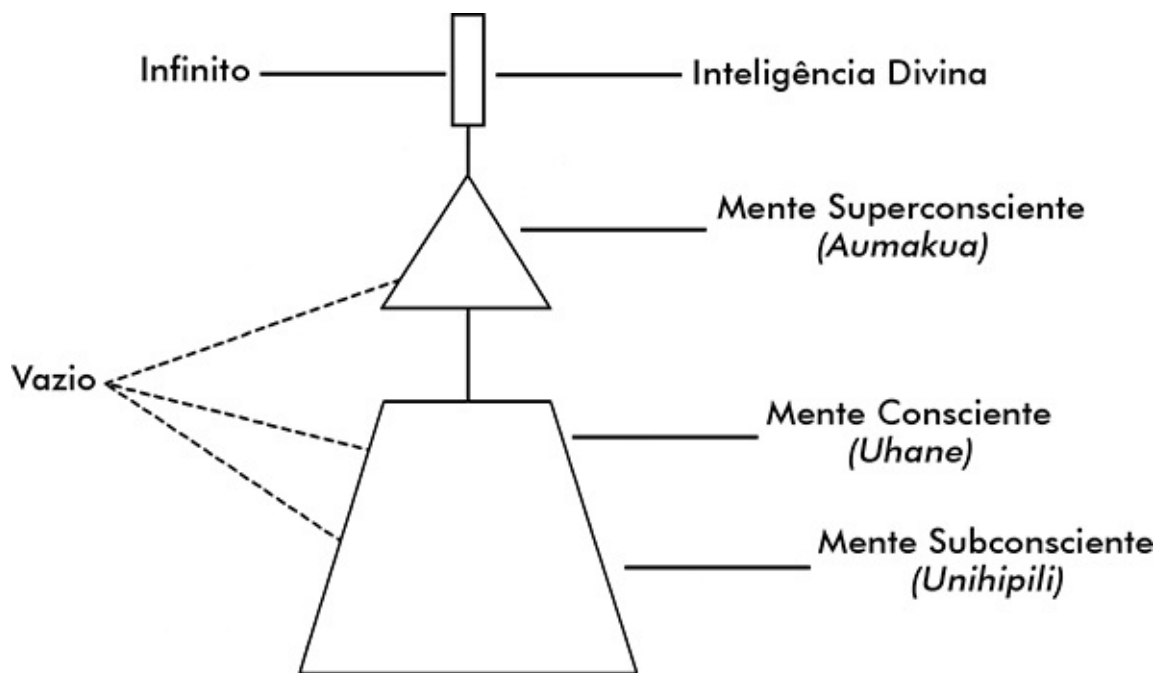 Infinito
Inteligência Divina
Mente Superconsciente
(Aumakua)
Vazio
Mente Consciente
(Uhane)
Mente Subconsciente
(Unihipili)